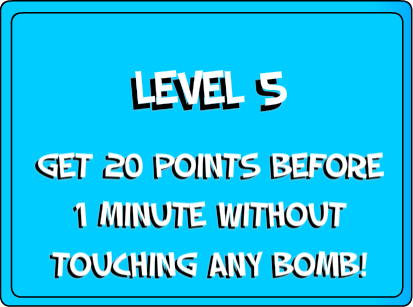 LEVEL 5
GET 20 POINTS BEFORE
1 MINUTE WITHOUT
TOUCHING ANY BOMB!